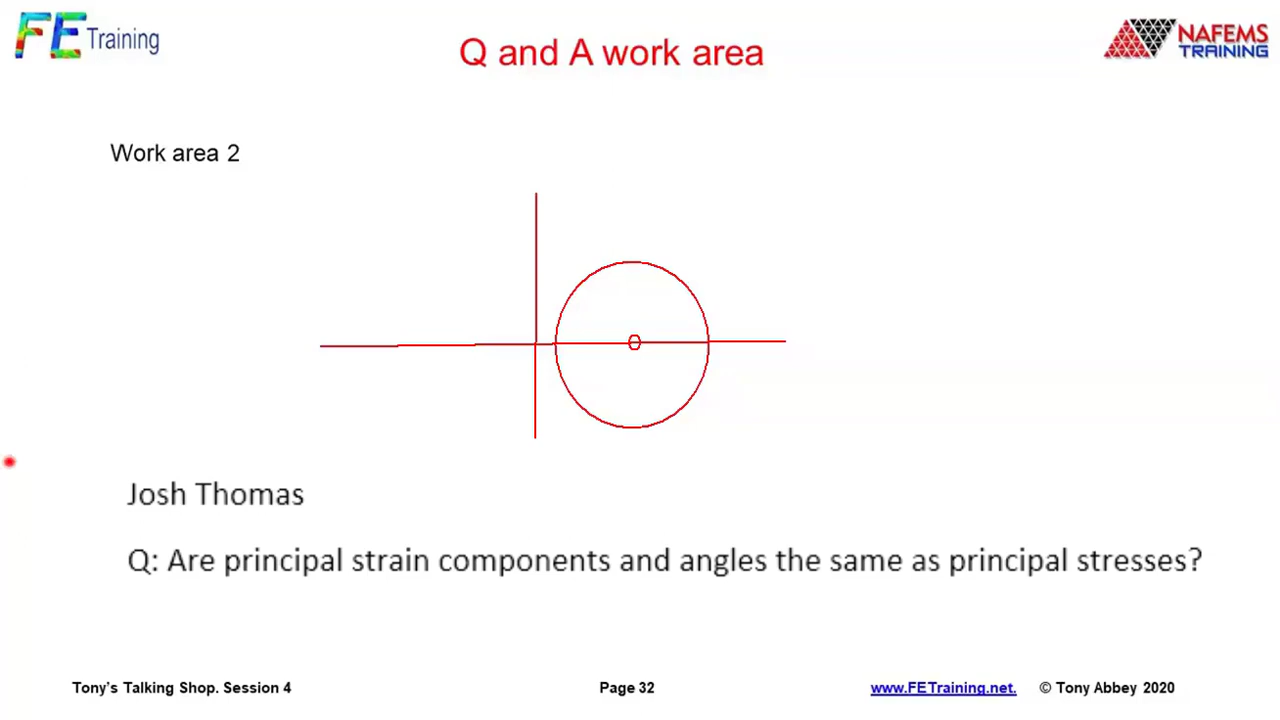 FE Training
Q and A work area
NAFEMS
TRAINING
Work area 2
Josh Thomas
Q: Are principal strain components and angles the same as principal stresses?
Tony's Talking Shop. Session 4
Page 32
www.FETraining.net.
© Tony Abbey 2020